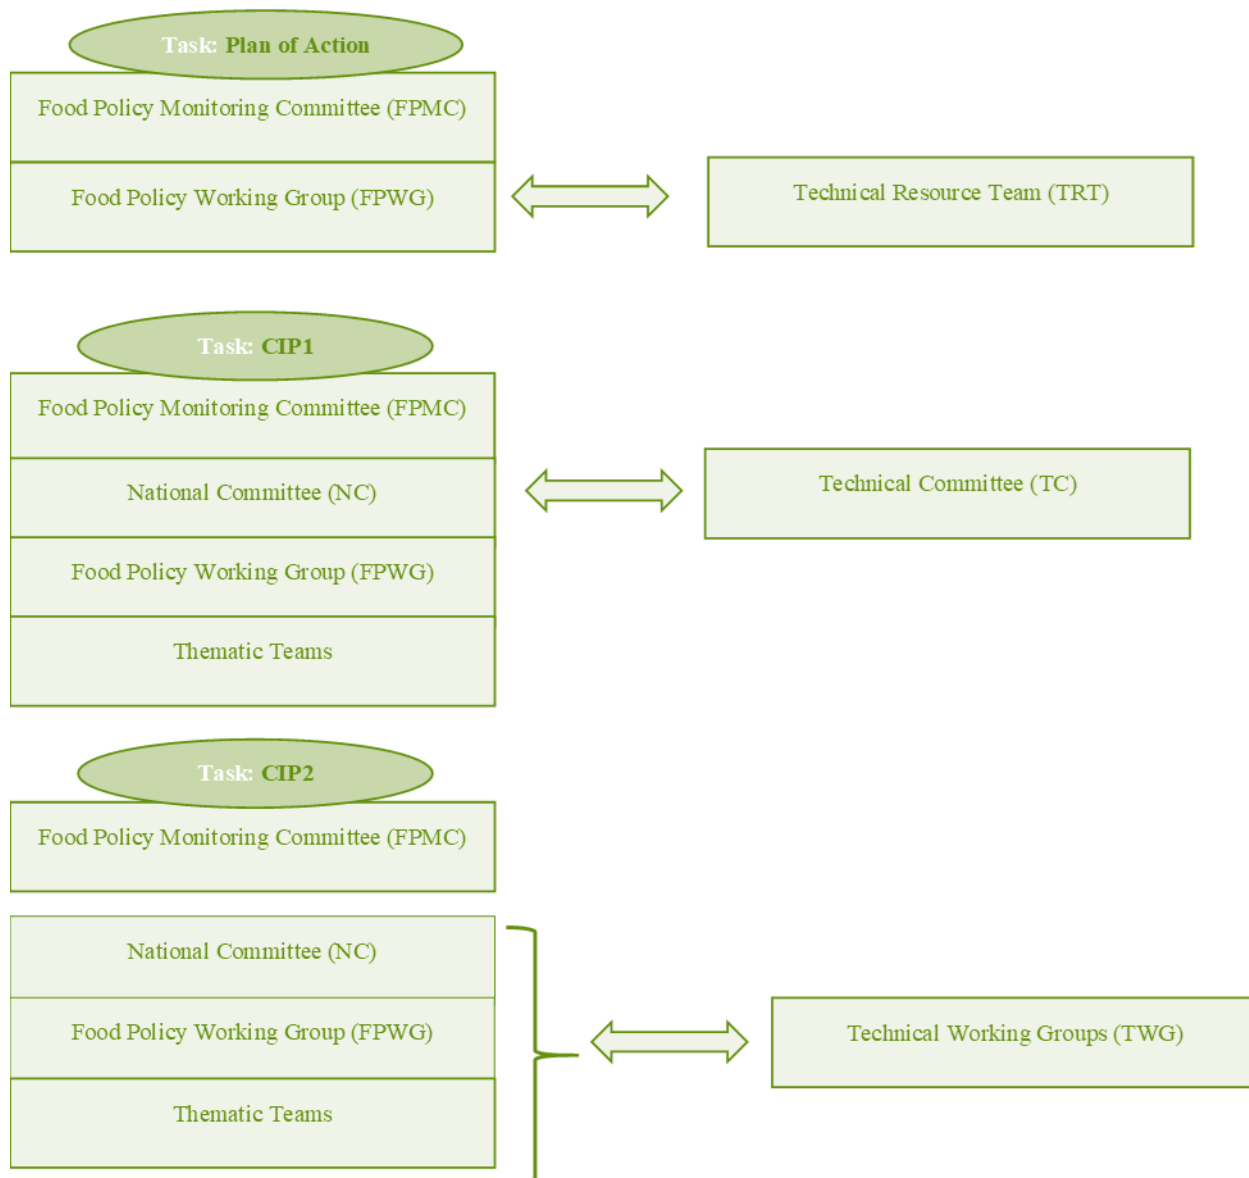 Task: Plan of Action
Food Policy Monitoring Committee (FPMC)
Food Policy Working Group (FPWG)
Technical Resource Team (TRT)
Task: CIP1
Food Policy Monitoring Committee (FPMC)
National Committee (NC)
Technical Committee (TC)
Food Policy Working Group (FPWG)
Thematic Teams
Task: CIP2
Food Policy Monitoring Committee (FPMC)
National Committee (NC)
Food Policy Working Group (FPWG)
Technical Working Groups (TWG)
Thematic Teams